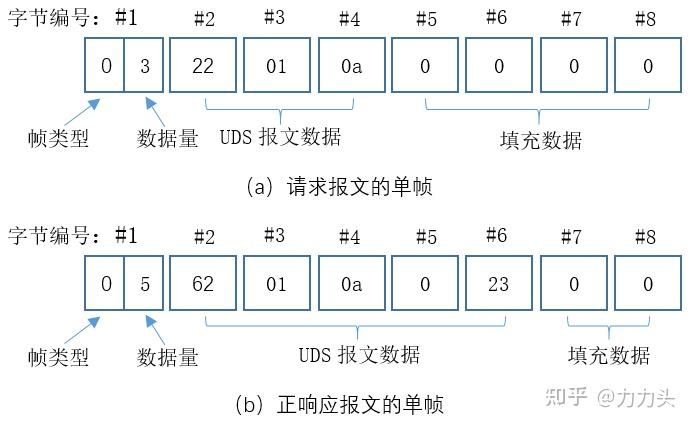 字节编号： #1 #2 #3 #4 #5 #6 #7 #8
0 3 22 01 0a 0 0 0 0
帧类型 数据量 UDS 报文数据 填充数据
（a）请求报文的单帧
字节编号： #1 #2 #3 #4 #5 #6 #7 #8
0 5 62 01 0a 0 23 0 0
帧类型 数据量 UDS 报文数据 填充数据
（b）正响应报文的单帧
知乎 @力力头